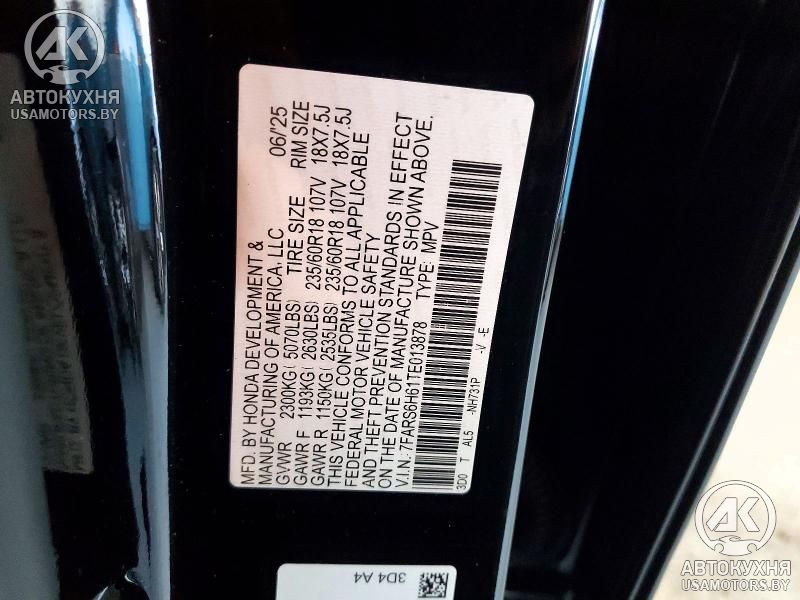 MFD. BY HONDA DEVELOPMENT & 06/'25
MANUFACTURING OF AMERICA, LLC
GVWR 2300KG( 5070LBS) TIRE SIZE RIM SIZE
GAWR F 1193KG( 2630LBS) 235/60R18 107V 18X7.5J
GAWR R 1150KG( 2535LBS) 235/60R18 107V 18X7.5J
THIS VEHICLE CONFORMS TO ALL APPLICABLE
FEDERAL MOTOR VEHICLE SAFETY
AND THEFT PREVENTION STANDARDS IN EFFECT
ON THE DATE OF MANUFACTURE SHOWN ABOVE.
V.I.N.: 7FARS6H61TE013878 TYPE: MPV
3D0 T AL5 -NH731P -V -E
3D4 A4
АК
АВТОКУХНЯ
USAMOTORS.BY
АК
АВТОКУХНЯ
USAMOTORS.BY